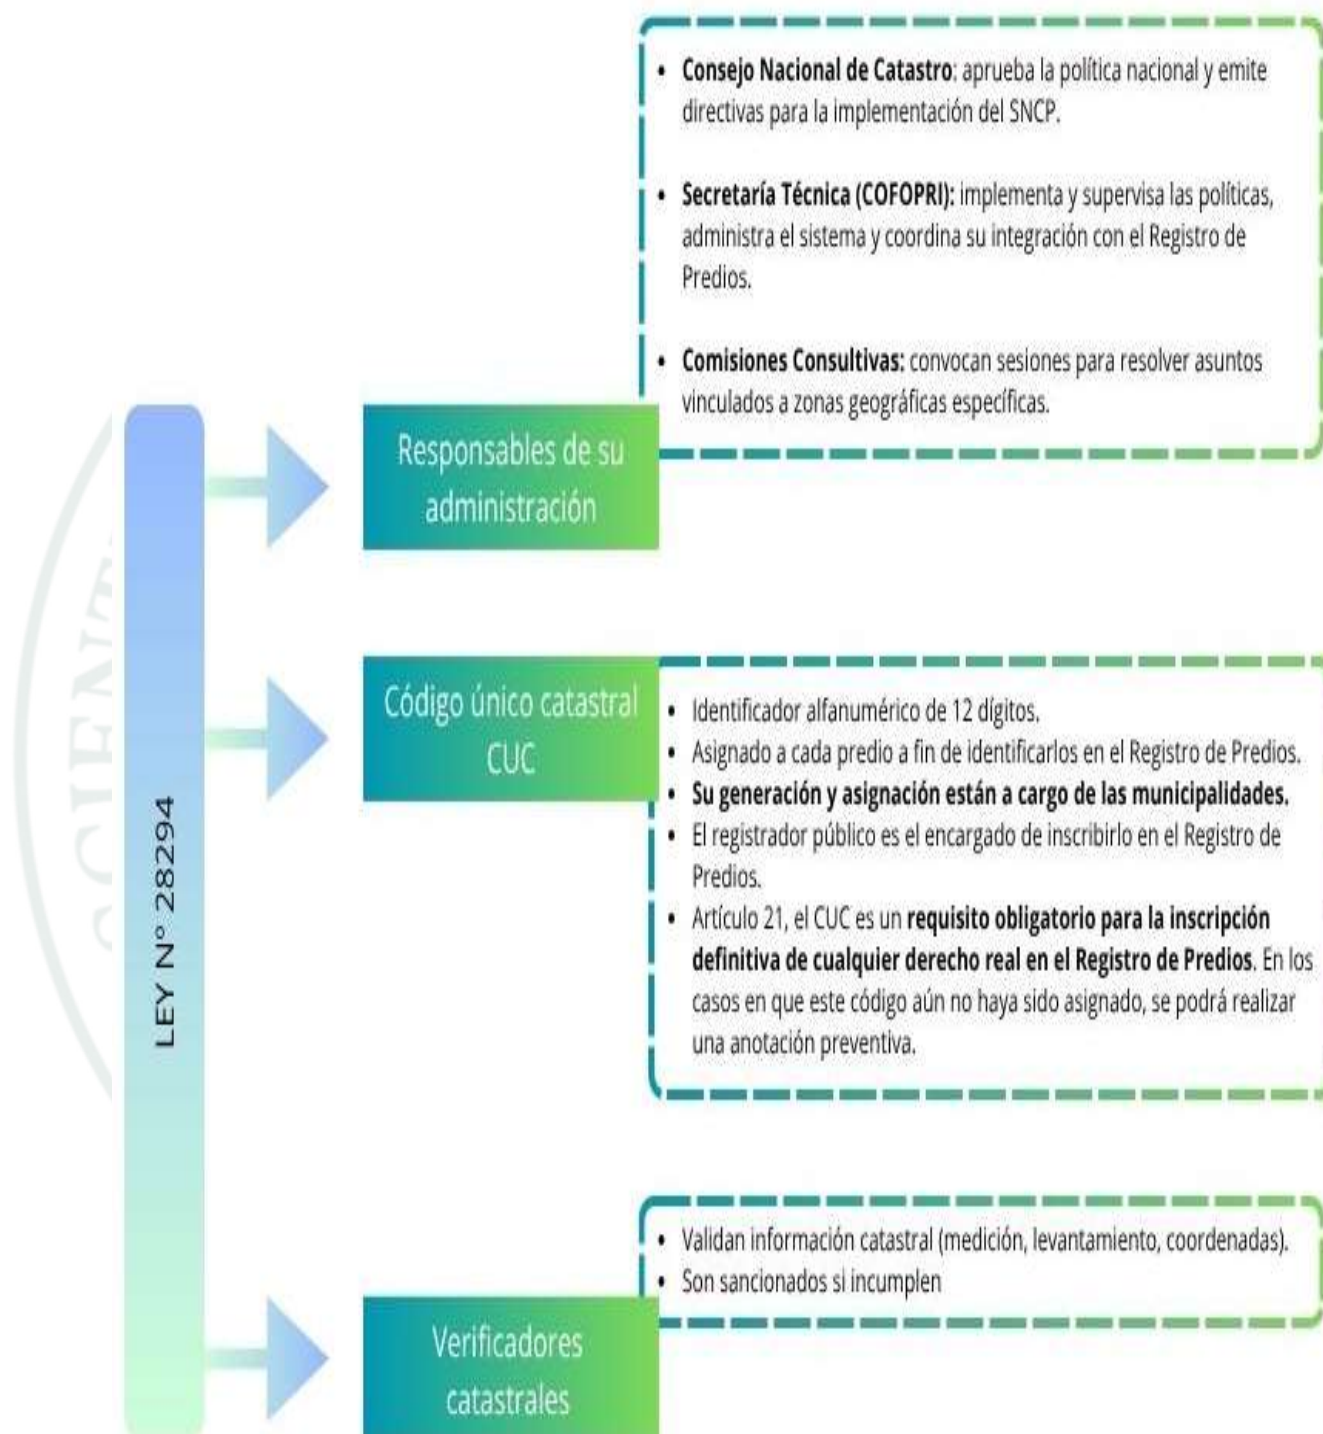 • Consejo Nacional de Catastro: aprueba la política nacional y emite
directivas para la implementación del SNCP.
• Secretaría Técnica (COFOPRI): implementa y supervisa las políticas,
administra el sistema y coordina su integración con el Registro de
Predios.
• Comisiones Consultivas: convocan sesiones para resolver asuntos
vinculados a zonas geográficas específicas.
Responsables de su
administración
Código único catastral
CUC
• Identificador alfanumérico de 12 dígitos.
• Asignado a cada predio a fin de identificarlos en el Registro de Predios.
• Su generación y asignación están a cargo de las municipalidades.
• El registrador público es el encargado de inscribirlo en el Registro de
Predios.
• Artículo 21, el CUC es un requisito obligatorio para la inscripción
definitiva de cualquier derecho real en el Registro de Predios. En los
casos en que este código aún no haya sido asignado, se podrá realizar
una anotación preventiva.
LEY N° 28294
• Validan información catastral (medición, levantamiento, coordenadas).
• Son sancionados si incumplen
Verificadores
catastrales